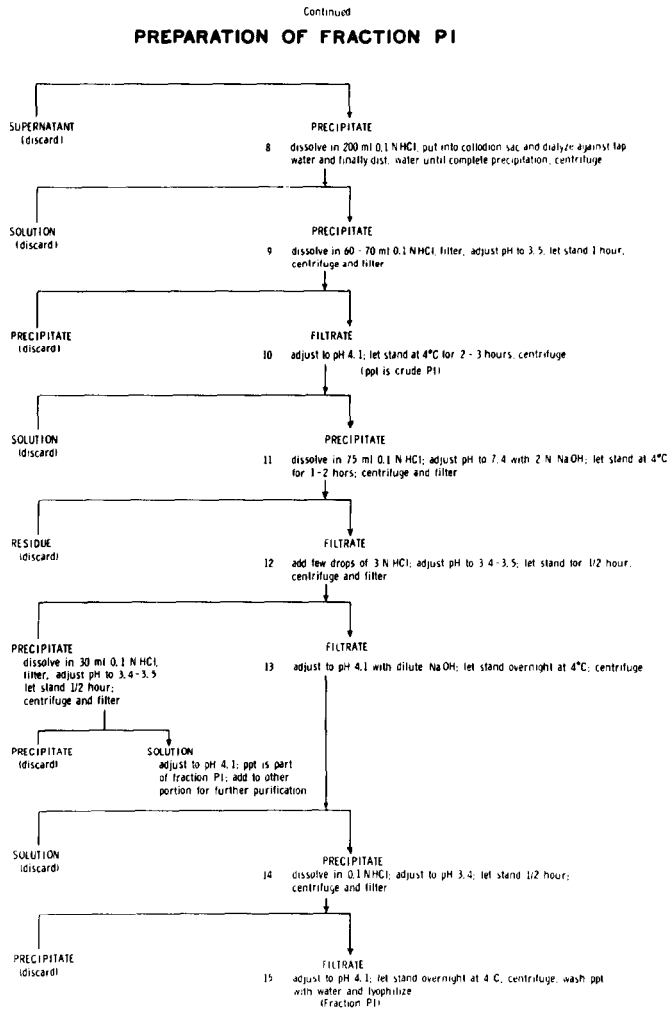 Continued
PREPARATION OF FRACTION P1
SUPERNATANT
(discard)
PRECIPITATE
8 dissolve in 200 ml 0.1 N HCl, put into collodion sac and dialyze against tap
water and finally dist. water until complete precipitation, centrifuge
SOLUTION
(discard)
PRECIPITATE
9 dissolve in 60 - 70 ml 0.1 N HCl, filter, adjust pH to 3.5, let stand 1 hour,
centrifuge and filter
PRECIPITATE
(discard)
FILTRATE
10 adjust to pH 4.1; let stand at 4°C for 2 - 3 hours, centrifuge
(ppt is crude P1)
SOLUTION
(discard)
PRECIPITATE
11 dissolve in 75 ml 0.1 N HCl; adjust pH to 7.4 with 2 N NaOH; let stand at 4°C
for 1-2 hors; centrifuge and filter
RESIDUE
(discard)
FILTRATE
12 add few drops of 3 N HCl; adjust pH to 3.4-3.5; let stand for 1/2 hour,
centrifuge and filter
PRECIPITATE
dissolve in 30 ml 0.1 N HCl,
filter, adjust pH to 3.4-3.5
let stand 1/2 hour;
centrifuge and filter
FILTRATE
13 adjust to pH 4.1 with dilute NaOH; let stand overnight at 4°C; centrifuge
PRECIPITATE
(discard)
SOLUTION
adjust to pH 4.1; ppt is part
of fraction P1; add to other
portion for further purification
SOLUTION
(discard)
PRECIPITATE
14 dissolve in 0.1 N HCl; adjust to pH 3.4; let stand 1/2 hour;
centrifuge and filter
PRECIPITATE
(discard)
FILTRATE
15 adjust to pH 4.1; let stand overnight at 4 C, centrifuge, wash ppt
with water and lyophilize
(Fraction P1)